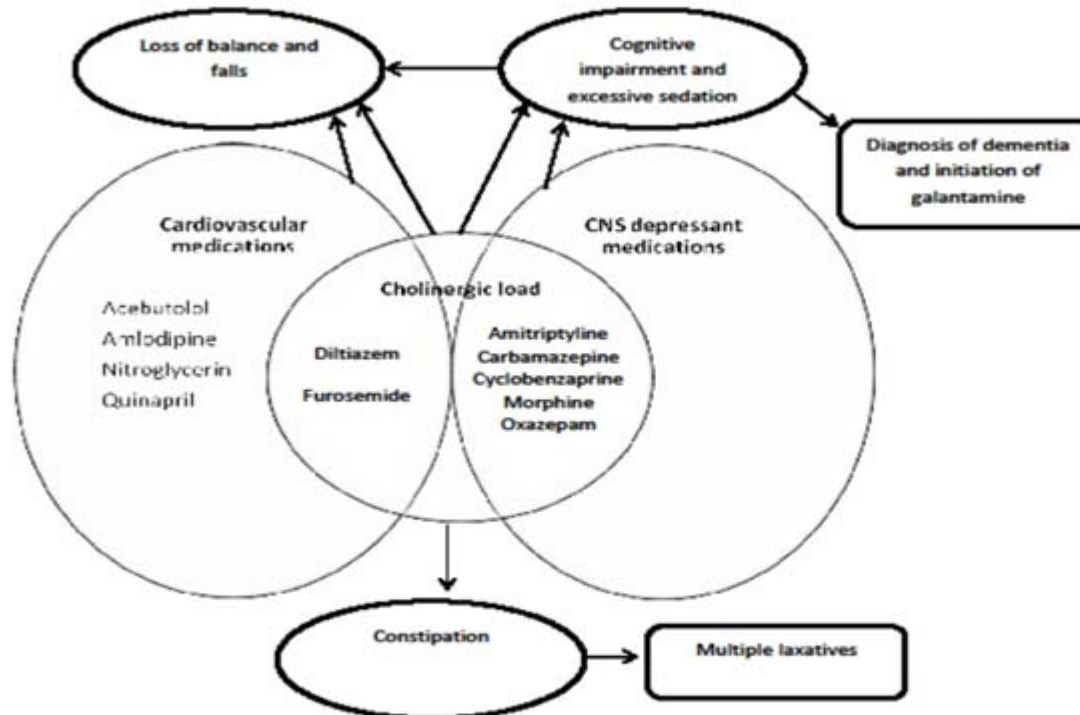 Loss of balance and
falls
Cognitive
impairment and
excessive sedation
Diagnosis of dementia
and initiation of
galantamine
Cardiovascular
medications
CNS depressant
medications
Cholinergic load
Acebutolol
Amlodipine
Nitroglycerin
Quinapril
Diltiazem
Furosemide
Amitriptyline
Carbamazepine
Cyclobenzaprine
Morphine
Oxazepam
Constipation
Multiple laxatives